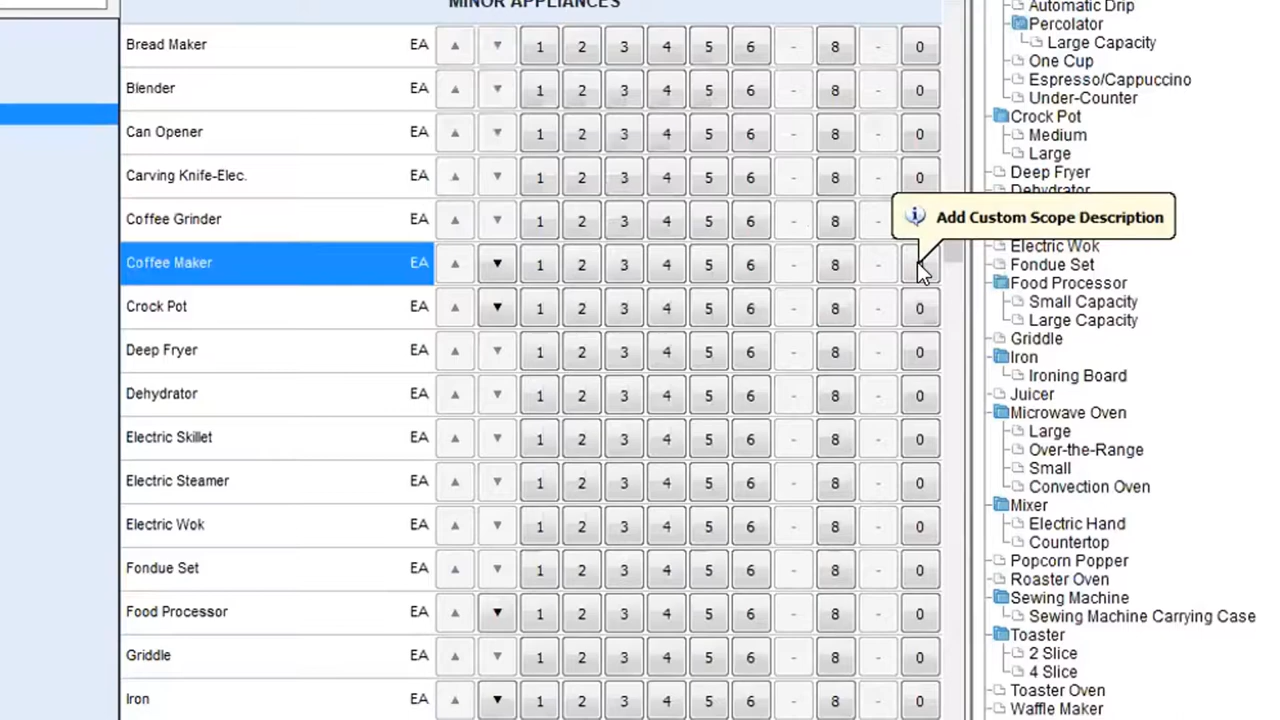 MINOR APPLIANCES
Bread Maker EA ▲ ▼ 1 2 3 4 5 6 - 8 - 0
Blender EA ▲ ▼ 1 2 3 4 5 6 - 8 - 0
Can Opener EA ▲ ▼ 1 2 3 4 5 6 - 8 - 0
Carving Knife-Elec. EA ▲ ▼ 1 2 3 4 5 6 - 8 - 0
Coffee Grinder EA ▲ ▼ 1 2 3 4 5 6 - 8 -
Coffee Maker EA ▲ ▼ 1 2 3 4 5 6 - 8 -
Crock Pot EA ▲ ▼ 1 2 3 4 5 6 - 8 - 0
Deep Fryer EA ▲ ▼ 1 2 3 4 5 6 - 8 - 0
Dehydrator EA ▲ ▼ 1 2 3 4 5 6 - 8 - 0
Electric Skillet EA ▲ ▼ 1 2 3 4 5 6 - 8 - 0
Electric Steamer EA ▲ ▼ 1 2 3 4 5 6 - 8 - 0
Electric Wok EA ▲ ▼ 1 2 3 4 5 6 - 8 - 0
Fondue Set EA ▲ ▼ 1 2 3 4 5 6 - 8 - 0
Food Processor EA ▲ ▼ 1 2 3 4 5 6 - 8 - 0
Griddle EA ▲ ▼ 1 2 3 4 5 6 - 8 - 0
Iron EA ▲ ▼ 1 2 3 4 5 6 - 8 - 0
Add Custom Scope Description
Automatic Drip
Percolator
Large Capacity
One Cup
Espresso/Cappuccino
Under-Counter
Crock Pot
Medium
Large
Deep Fryer
Dehydrator
Electric Wok
Fondue Set
Food Processor
Small Capacity
Large Capacity
Griddle
Iron
Ironing Board
Juicer
Microwave Oven
Large
Over-the-Range
Small
Convection Oven
Mixer
Electric Hand
Countertop
Popcorn Popper
Roaster Oven
Sewing Machine
Sewing Machine Carrying Case
Toaster
2 Slice
4 Slice
Toaster Oven
Waffle Maker